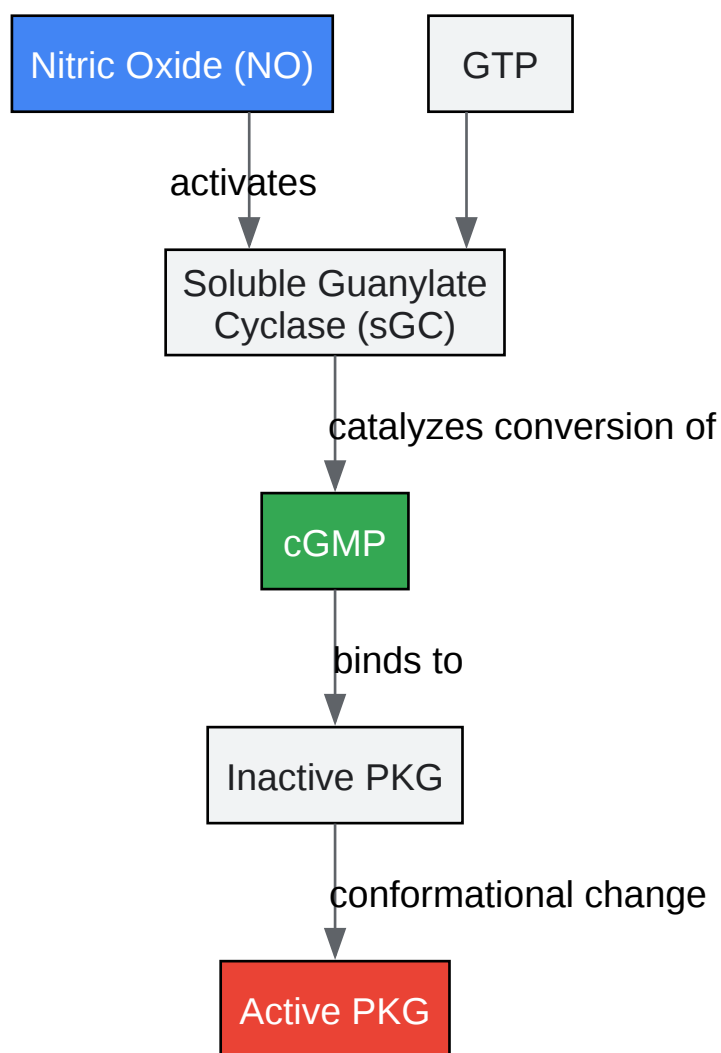 Nitric Oxide (NO)
GTP
activates
Soluble Guanylate
Cyclase (sGC)
catalyzes conversion of
cGMP
binds to
Inactive PKG
conformational change
Active PKG